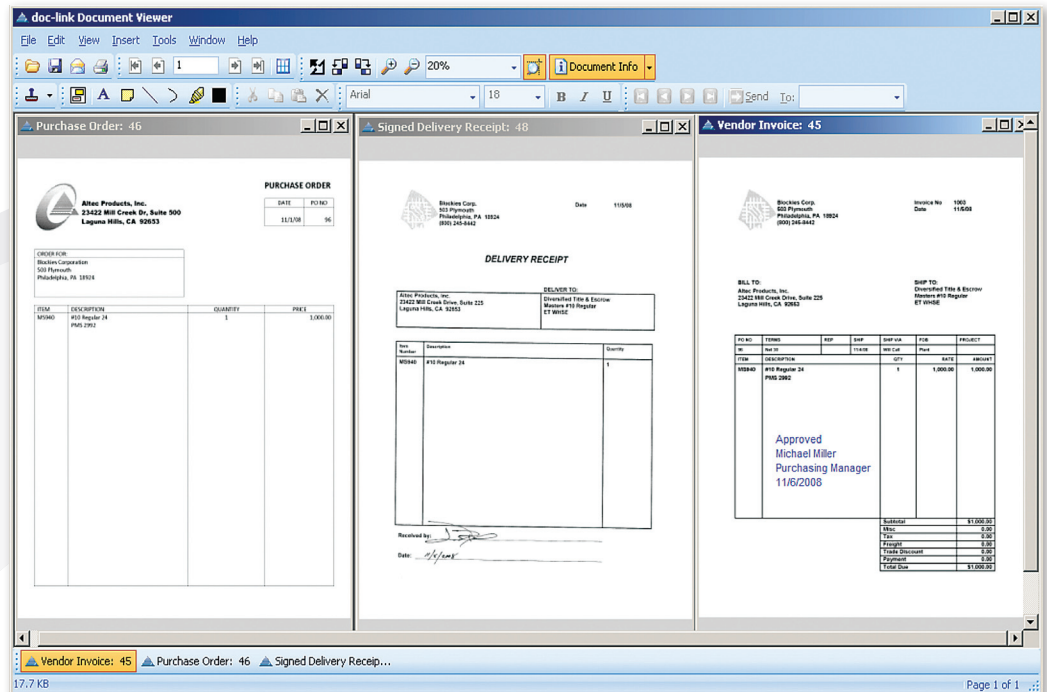 doc-link Document Viewer
File Edit View Insert Tools Window Help
1 20% Document Info
A Arial 18 B I U Send To:
Purchase Order: 46
PURCHASE ORDER
Altec Products, Inc.
23422 Mill Creek Dr, Suite 500
Laguna Hills, CA 92653
DATE PO NO
11/1/08 96
ORDER FOR:
Blockies Corporation
503 Plymouth
Philadelphia, PA 18924
ITEM DESCRIPTION QUANTITY PRICE
MS940 #10 Regular 24 1 1,000.00
PMS 2992
Signed Delivery Receipt: 48
Blockies Corp.
503 Plymouth
Philadelphia, PA 18924
(800) 245-8442
Date 11/5/08
DELIVERY RECEIPT
DELIVER TO:
Altec Products, Inc.
23422 Mill Creek Drive, Suite 225
Laguna Hills, CA 92653
Diversified Title & Escrow
Masters #10 Regular
ET WHSE
Item Number Description Quantity
MS940 #10 Regular 24 1
Received by:
Date:
Vendor Invoice: 45
Blockies Corp.
503 Plymouth
Philadelphia, PA 18924
(800) 245-8442
Invoice No 1003
Date 11/5/08
BILL TO:
Altec Products, Inc.
23422 Mill Creek Drive, Suite 225
Laguna Hills, CA 92653
SHIP TO:
Diversified Title & Escrow
Masters #10 Regular
ET WHSE
PO NO TERMS REP SHIP SHIP VIA FOB PROJECT
96 Net 30 11/5/08 Will Call Plant
ITEM DESCRIPTION QTY RATE AMOUNT
MS940 #10 Regular 24 1 1,000.00 1,000.00
PMS 2992
Approved
Michael Miller
Purchasing Manager
11/6/2008
Subtotal $1,000.00
Misc 0.00
Tax 0.00
Freight 0.00
Trade Discount 0.00
Payment 0.00
Total Due $1,000.00
Vendor Invoice: 45 Purchase Order: 46 Signed Delivery Receip...
17.7 KB Page 1 of 1